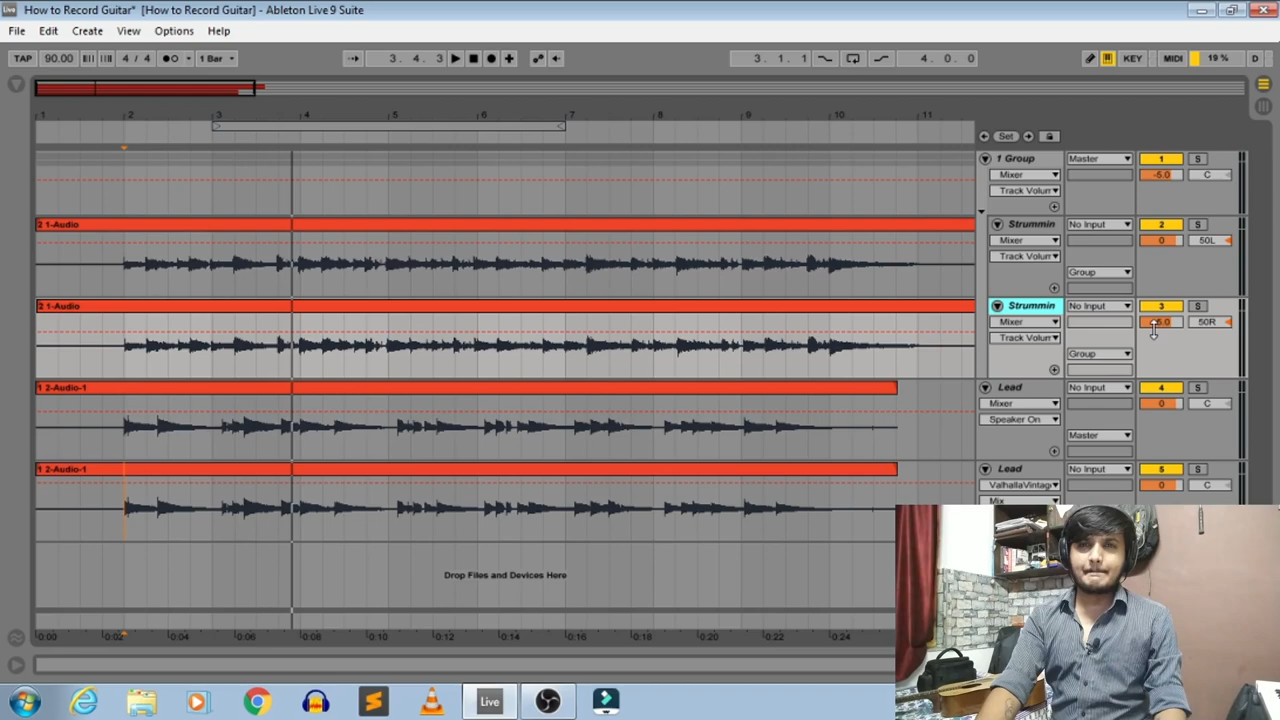 How to Record Guitar* [How to Record Guitar] - Ableton Live 9 Suite
File Edit Create View Options Help
TAP 90.00 4 / 4 1 Bar 3. 4. 3 3. 1. 1 4. 0. 0 KEY MIDI 19 % D
1 2 3 4 5 6 7 8 9 10 11
Set
1 Group Master 1 S
Mixer -5.0 C
Track Volum
2 1-Audio Strummin No Input 2 S
Mixer 0 50L
Track Volum
Group
2 1-Audio Strummin No Input 3 S
Mixer 50R
Track Volum
Group
1 2-Audio-1 Lead No Input 4 S
Mixer 0 C
Speaker On
Master
1 2-Audio-1 Lead No Input 5 S
ValhallaVintag 0 C
Mix
Drop Files and Devices Here
0:00 0:02 0:04 0:06 0:08 0:10 0:12 0:14 0:16 0:18 0:20 0:22 0:24
Live